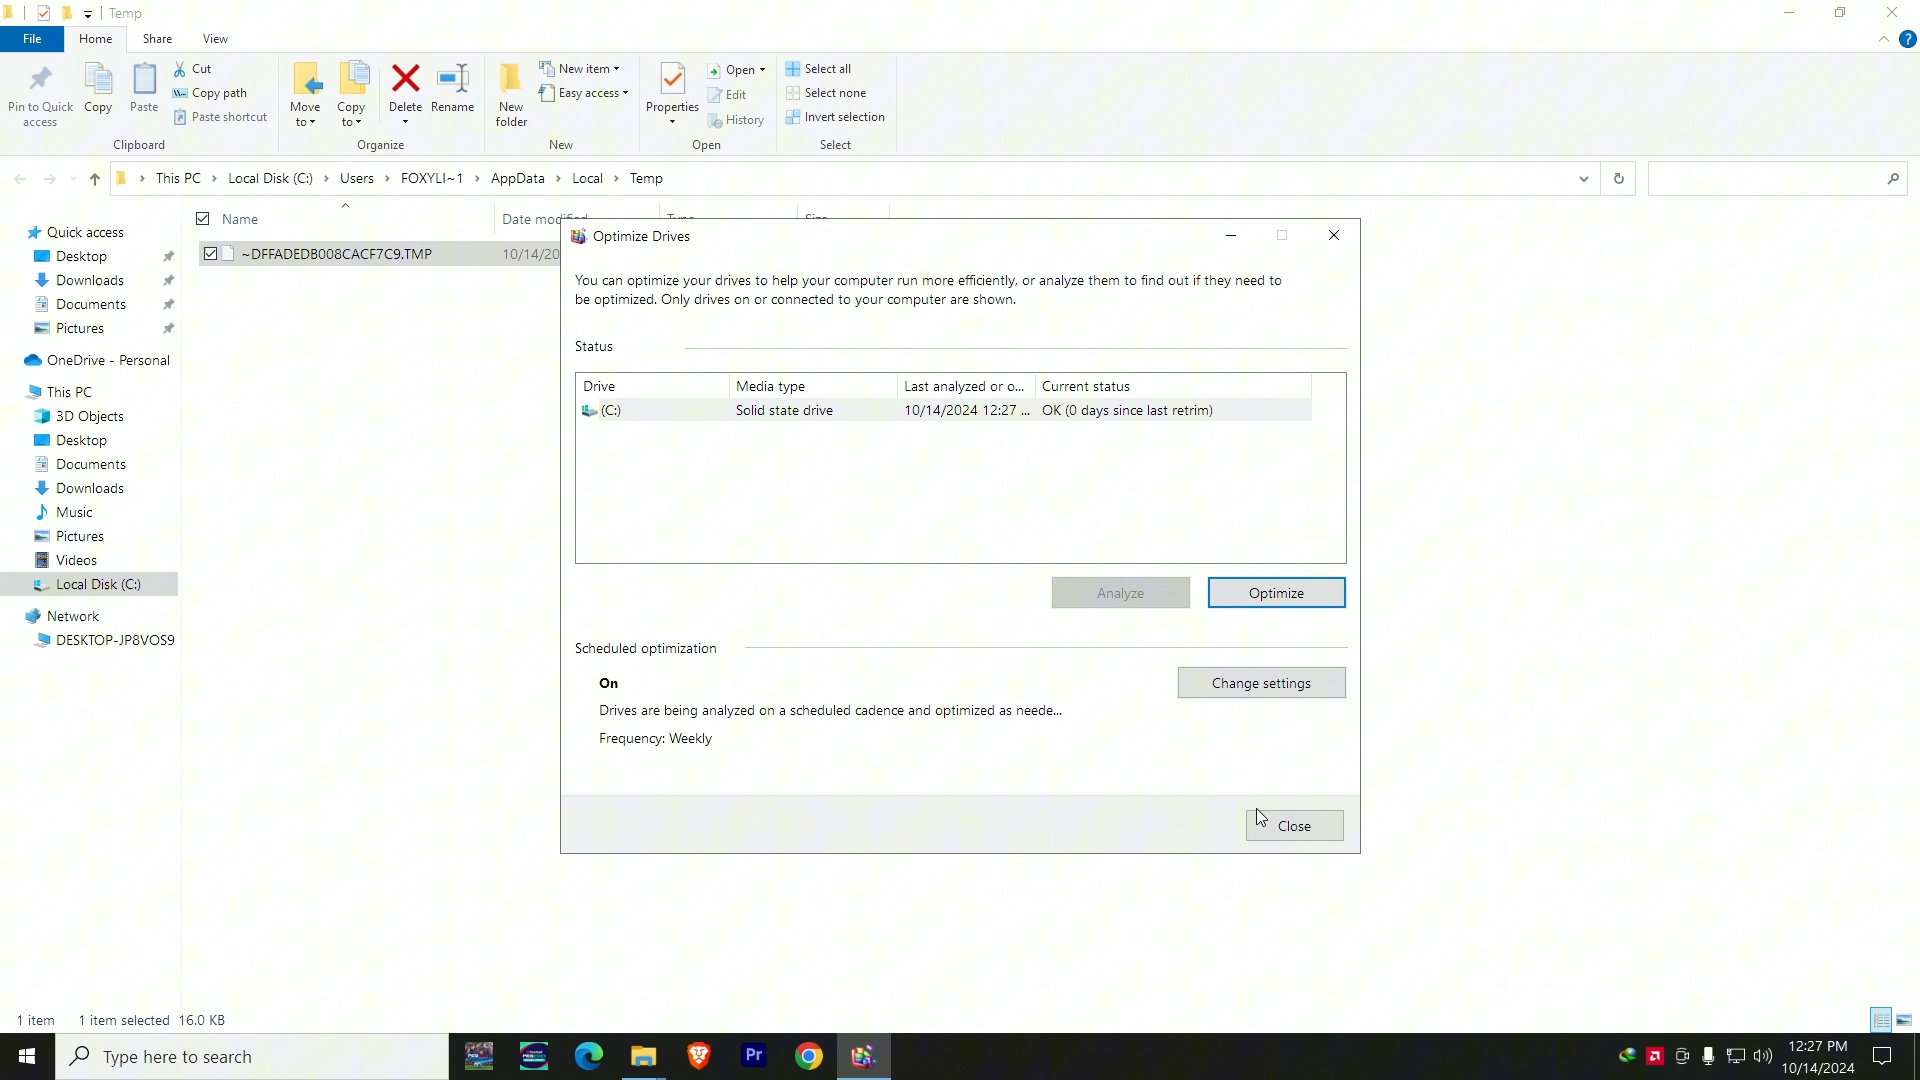 Temp
File Home Share View
Pin to Quick access
Copy
Paste
Cut
Copy path
Paste shortcut
Clipboard
Move to
Copy to
Delete
Rename
Organize
New folder
New item
Easy access
New
Properties
Open
Edit
History
Open
Select all
Select none
Invert selection
Select
This PC > Local Disk (C:) > Users > FOXYLI~1 > AppData > Local > Temp
Quick access
Desktop
Downloads
Documents
Pictures
OneDrive - Personal
This PC
3D Objects
Desktop
Documents
Downloads
Music
Pictures
Videos
Local Disk (C:)
Network
DESKTOP-JP8VOS9
Name Date modified Type Size
~DFFADEDB008CACF7C9.TMP 10/14/20
Optimize Drives
You can optimize your drives to help your computer run more efficiently, or analyze them to find out if they need to
be optimized. Only drives on or connected to your computer are shown.
Status
Drive Media type Last analyzed or o... Current status
(C:) Solid state drive 10/14/2024 12:27 ... OK (0 days since last retrim)
Analyze Optimize
Scheduled optimization
On
Change settings
Drives are being analyzed on a scheduled cadence and optimized as neede...
Frequency: Weekly
Close
1 item 1 item selected 16.0 KB
Type here to search
Pr
12:27 PM
10/14/2024